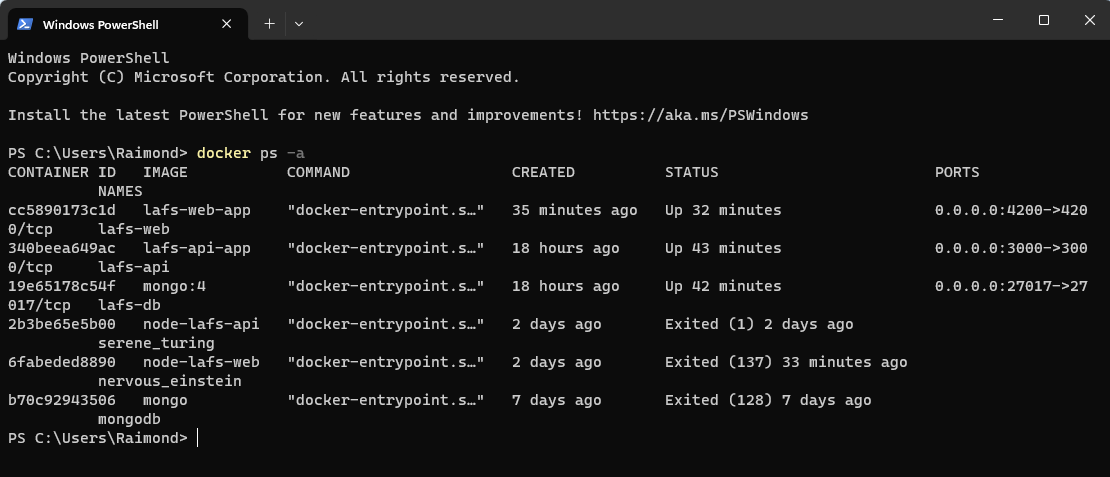 Windows PowerShell
Windows PowerShell
Copyright (C) Microsoft Corporation. All rights reserved.
Install the latest PowerShell for new features and improvements! https://aka.ms/PSWindows
PS C:\Users\Raimond> docker ps -a
CONTAINER ID   IMAGE           COMMAND                  CREATED          STATUS                        PORTS
          NAMES
cc5890173c1d   lafs-web-app    "docker-entrypoint.s…"   35 minutes ago   Up 32 minutes                 0.0.0.0:4200->420
0/tcp     lafs-web
340beea649ac   lafs-api-app    "docker-entrypoint.s…"   18 hours ago     Up 43 minutes                 0.0.0.0:3000->300
0/tcp     lafs-api
19e65178c54f   mongo:4         "docker-entrypoint.s…"   18 hours ago     Up 42 minutes                 0.0.0.0:27017->27
017/tcp   lafs-db
2b3be65e5b00   node-lafs-api   "docker-entrypoint.s…"   2 days ago       Exited (1) 2 days ago
          serene_turing
6fabeded8890   node-lafs-web   "docker-entrypoint.s…"   2 days ago       Exited (137) 33 minutes ago
          nervous_einstein
b70c92943506   mongo           "docker-entrypoint.s…"   7 days ago       Exited (128) 7 days ago
          mongodb
PS C:\Users\Raimond>